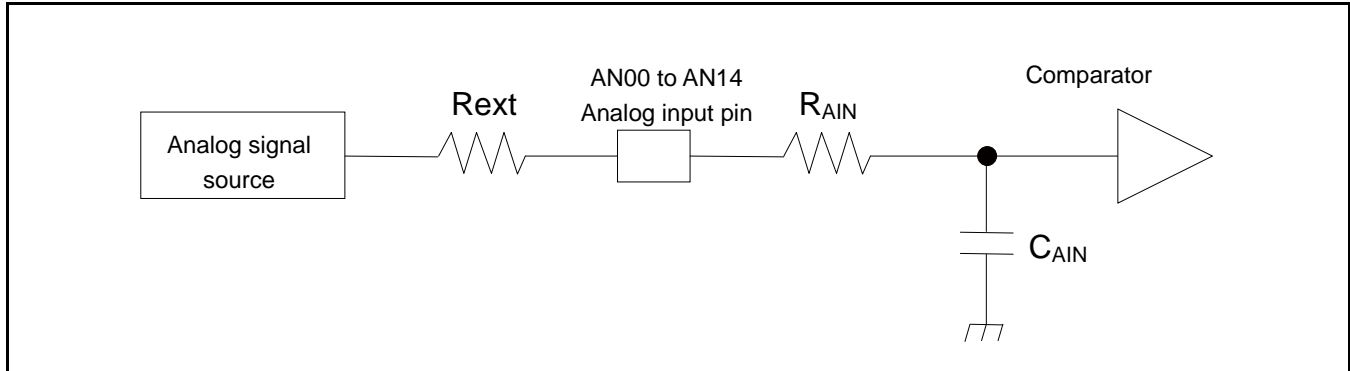 AN00 to AN14
Analog input pin
Comparator
Rext
RAIN
Analog signal
source
CAIN